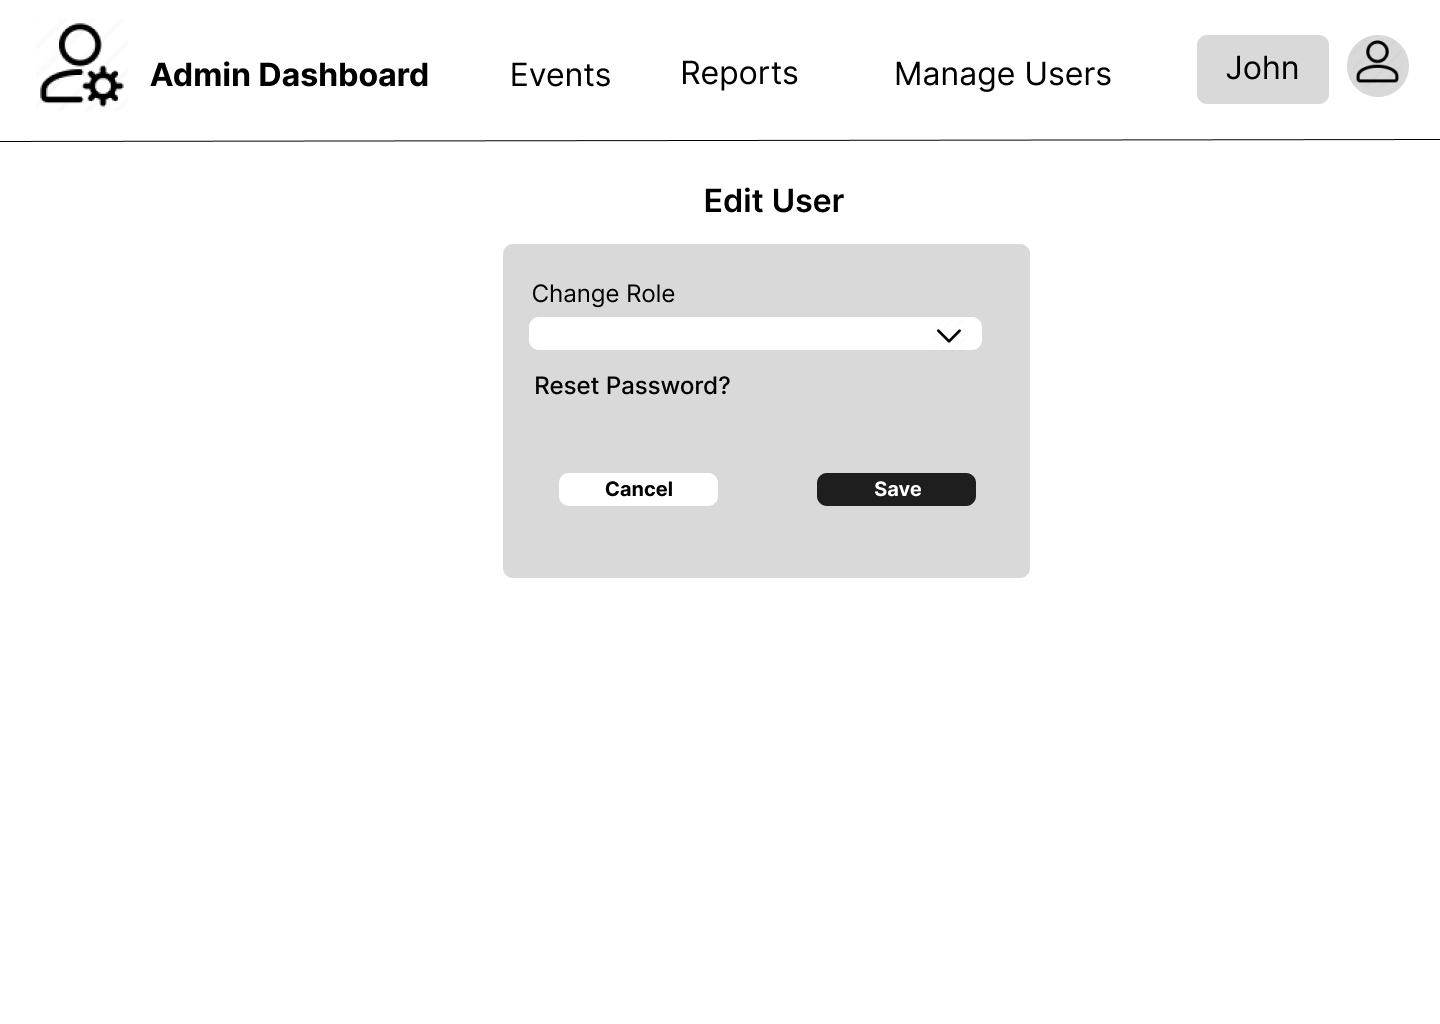 Admin Dashboard
Events
Reports
Manage Users
John
Edit User
Change Role
Reset Password?
Cancel
Save